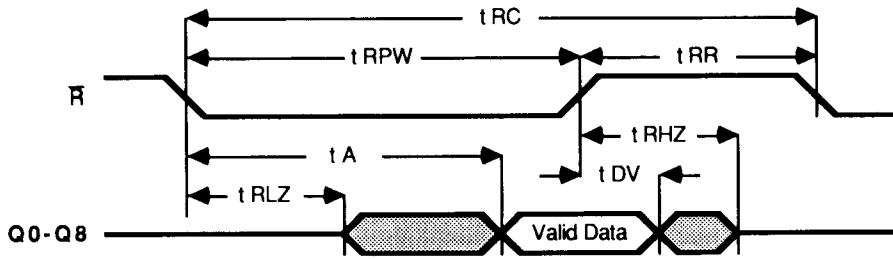 t RC
t RPW
t RR
R
t RHZ
t A
t DV
t RLZ
Q0-Q8
Valid Data